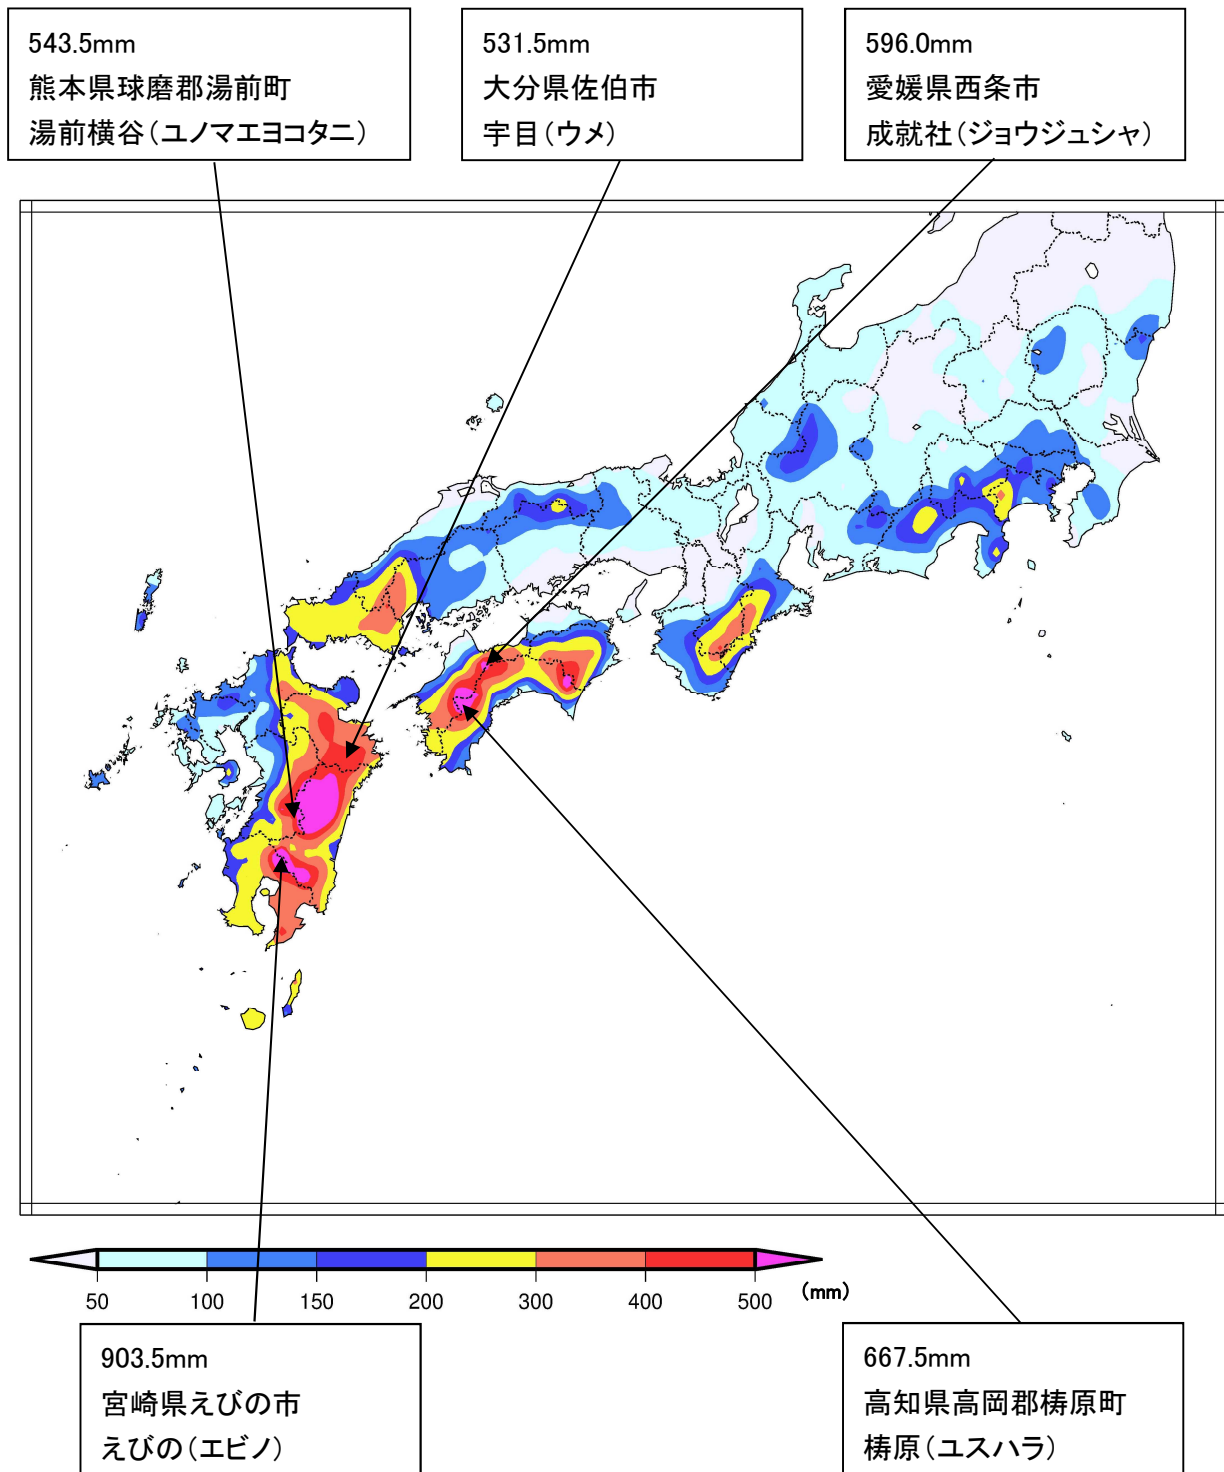 543.5mm
熊本県球磨郡湯前町
湯前横谷(ユノマエヨコタニ)
531.5mm
大分県佐伯市
宇目(ウメ)
596.0mm
愛媛県西条市
成就社(ジョウジュシャ)
50 100 150 200 300 400 500 (mm)
903.5mm
宮崎県えびの市
えびの(エビノ)
667.5mm
高知県高岡郡梼原町
梼原(ユスハラ)